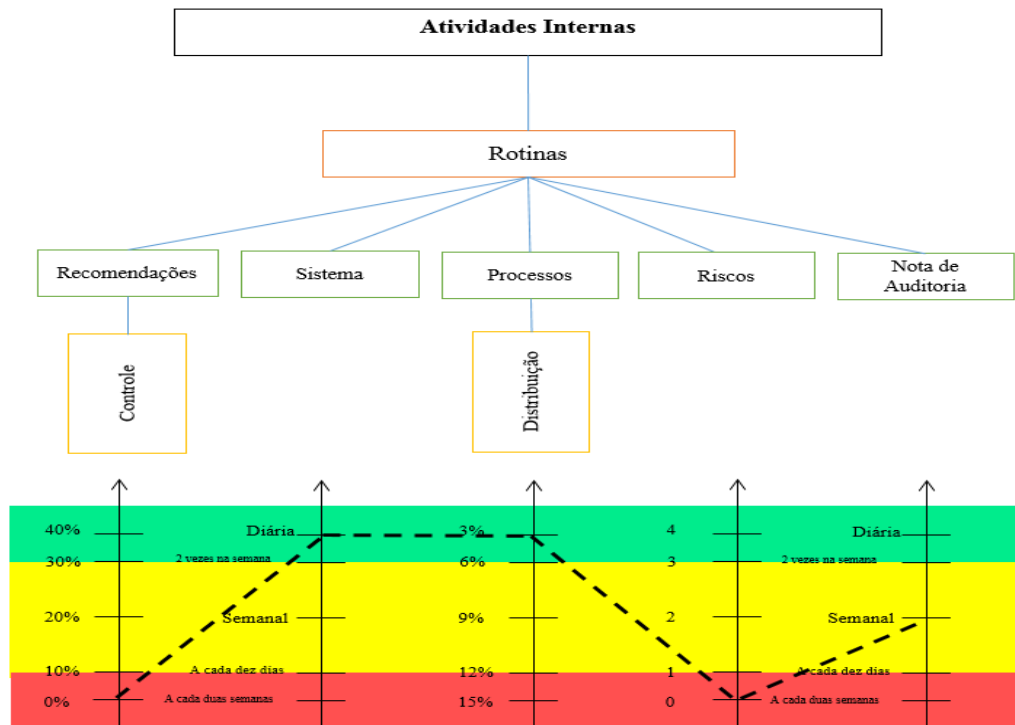 Atividades Internas
Rotinas
Recomendações
Sistema
Processos
Riscos
Nota de
Auditoria
Controle
Distribuição
40%
Diária
3%
4
Diária
30%
2 vezes na semana
6%
3
2 vezes na semana
20%
Semanal
9%
2
Semanal
10%
A cada dez dias
12%
1
A cada dez dias
0%
A cada duas semanas
15%
0
A cada duas semanas